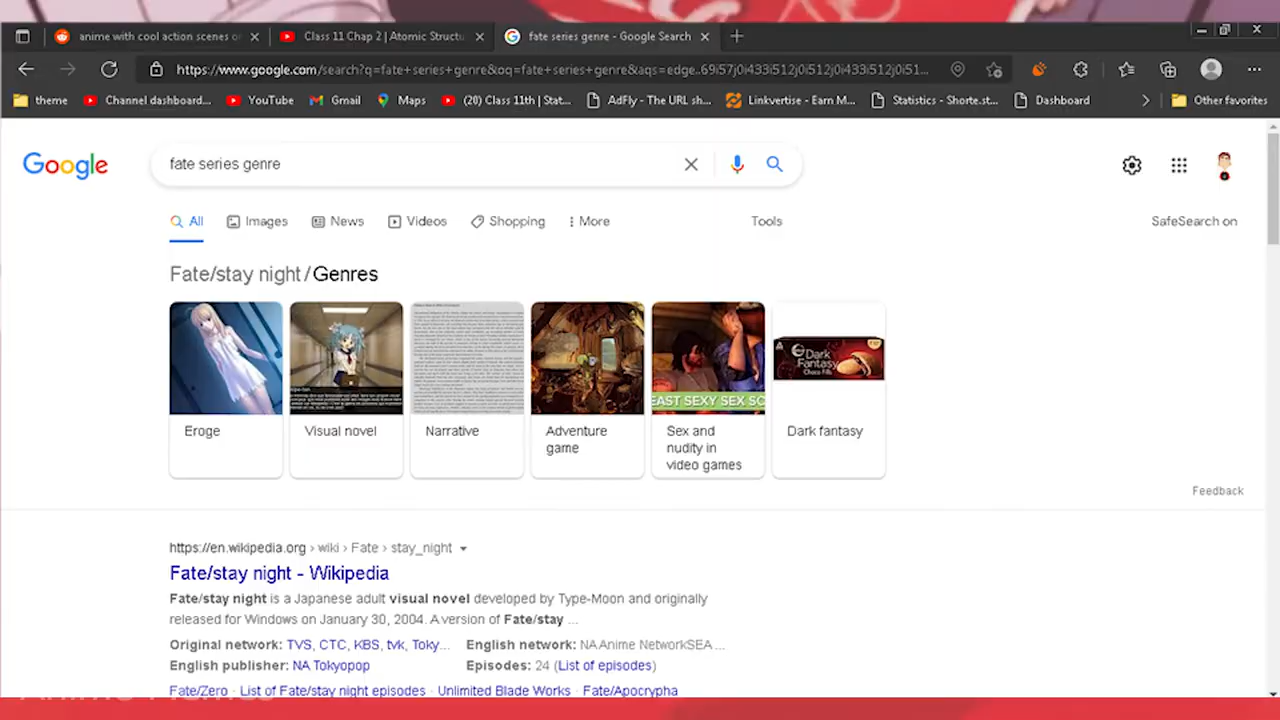 anime with cool action scenes o
Class 11 Chap 2 | Atomic Structu
fate series genre - Google Search
https://www.google.com/search?q=fate+series+genre&oq=fate+series+genre&aqs=edge..69i57j0i433i512j0i512j0i433i512j0i51...
theme
Channel dashboard...
YouTube
Gmail
Maps
(20) Class 11th | Stat...
AdFly - The URL sh...
Linkvertise - Earn M...
Statistics - Shorte.st...
Dashboard
Other favorites
Google
fate series genre
All
Images
News
Videos
Shopping
More
Tools
SafeSearch on
Fate/stay night / Genres
Dark
Fantasy
EAST SEXY SEX SC
Eroge
Visual novel
Narrative
Adventure
game
Sex and
nudity in
video games
Dark fantasy
Feedback
https://en.wikipedia.org › wiki › Fate › stay_night
Fate/stay night - Wikipedia
Fate/stay night is a Japanese adult visual novel developed by Type-Moon and originally
released for Windows on January 30, 2004. A version of Fate/stay ...
Original network: TVS, CTC, KBS, tvk, Toky...
English network: NA Anime NetworkSEA ...
English publisher: NA Tokyopop
Episodes: 24 (List of episodes)
Fate/Zero · List of Fate/stay night episodes · Unlimited Blade Works · Fate/Apocrypha